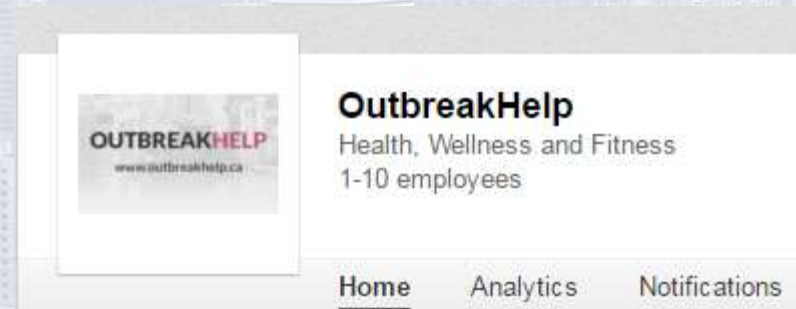 OUTBREAKHELP
www.outbreakhelp.ca
OutbreakHelp
Health, Wellness and Fitness
1-10 employees
Home Analytics Notifications